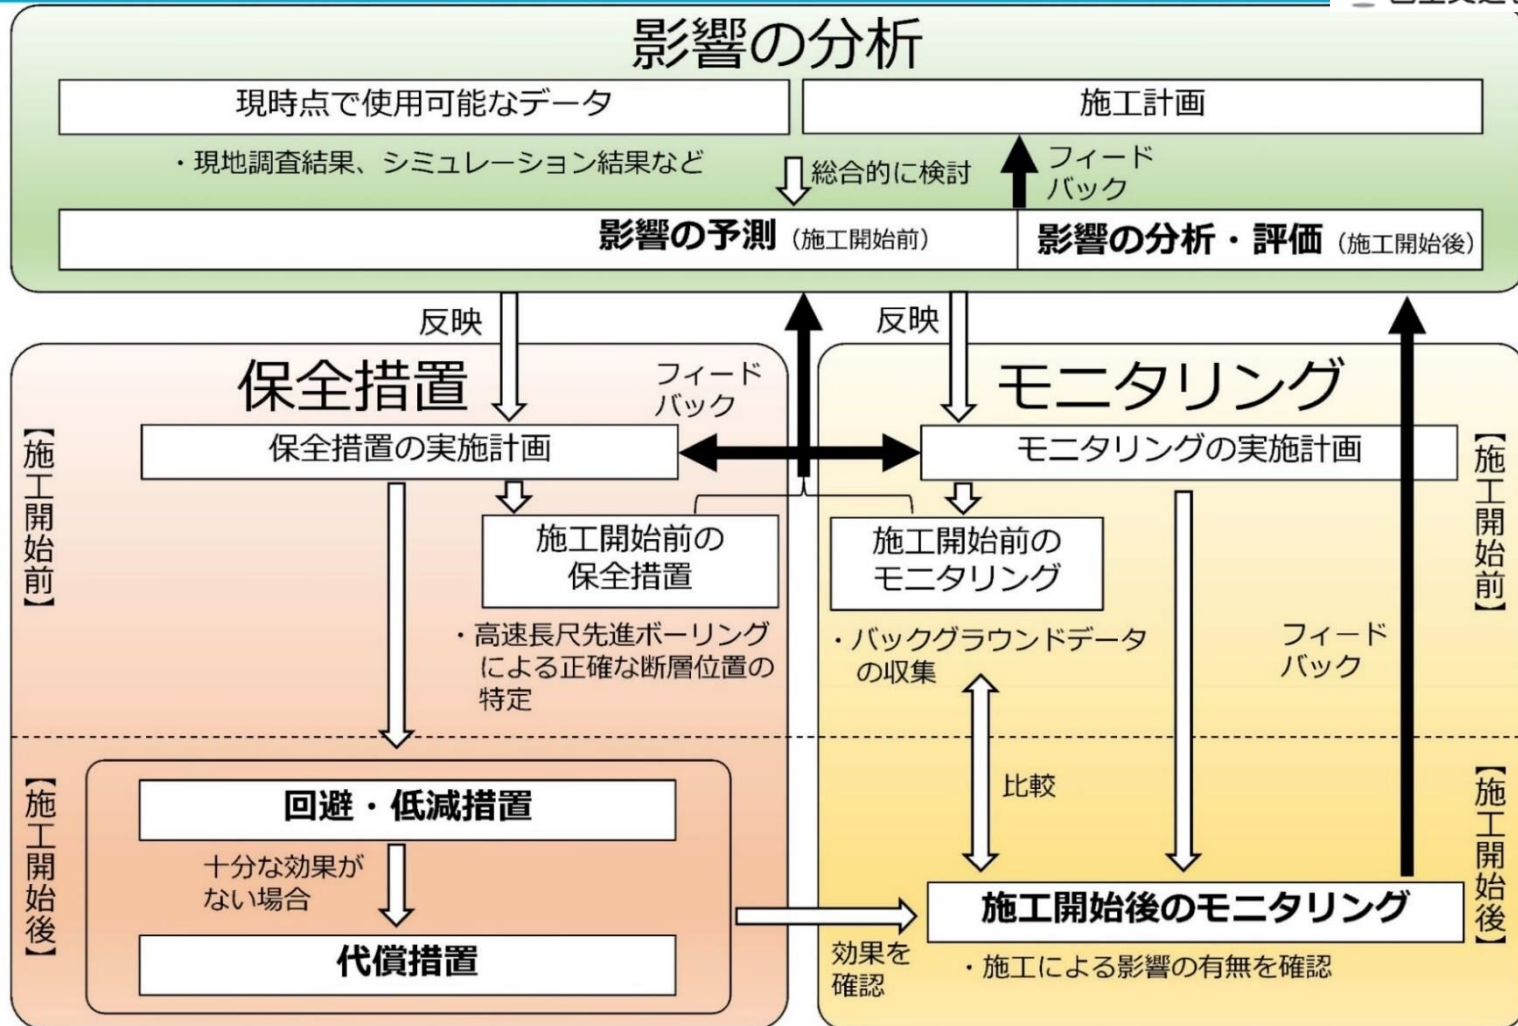 影響の分析
現時点で使用可能なデータ
施工計画
・現地調査結果、シミュレーション結果など
総合的に検討
フィード
バック
影響の予測（施工開始前）
影響の分析・評価（施工開始後）
反映
反映
保全措置
フィード
バック
モニタリング
【施工開始前】
保全措置の実施計画
モニタリングの実施計画
【施工開始前】
施工開始前の
保全措置
施工開始前の
モニタリング
・高速長尺先進ボーリング
による正確な断層位置の
特定
・バックグラウンドデータ
の収集
フィード
バック
【施工開始後】
回避・低減措置
比較
【施工開始後】
十分な効果が
ない場合
代償措置
効果を
確認
施工開始後のモニタリング
・施工による影響の有無を確認